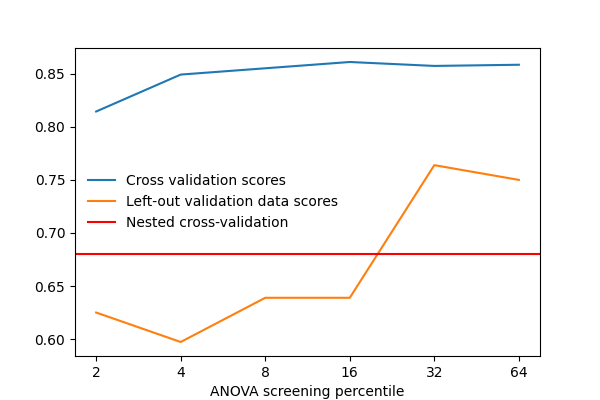 0.85
0.80
0.75
0.70
0.65
0.60
Cross validation scores
Left-out validation data scores
Nested cross-validation
2 4 8 16 32 64
ANOVA screening percentile